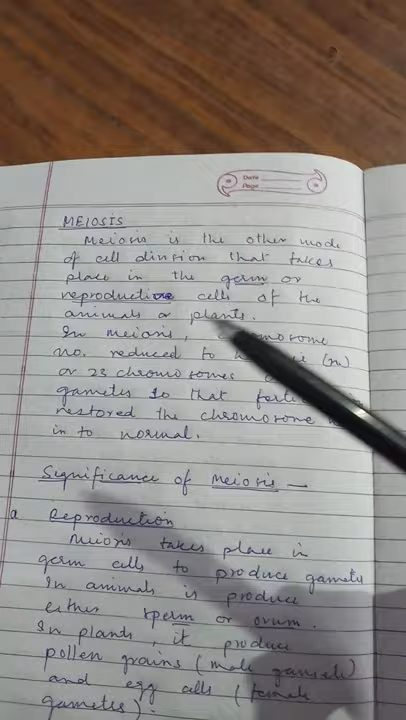 Date
Page
MEIOSIS
Meiosis is the other mode
of cell division that takes
place in the germ or
reproductive cells of the
animals or plants.
In meiosis,
no. reduced to (n)
or 23 chromosomes
gametes so that
restored the chromosome
in to normal.
Significance of Meiosis —
a Reproduction
Meiosis takes place in
germ cells to produce gametes
In animals is produce
either sperm or ovum.
In plants, it produce
pollen grains (male gamete)
and egg cells (female
gametes).